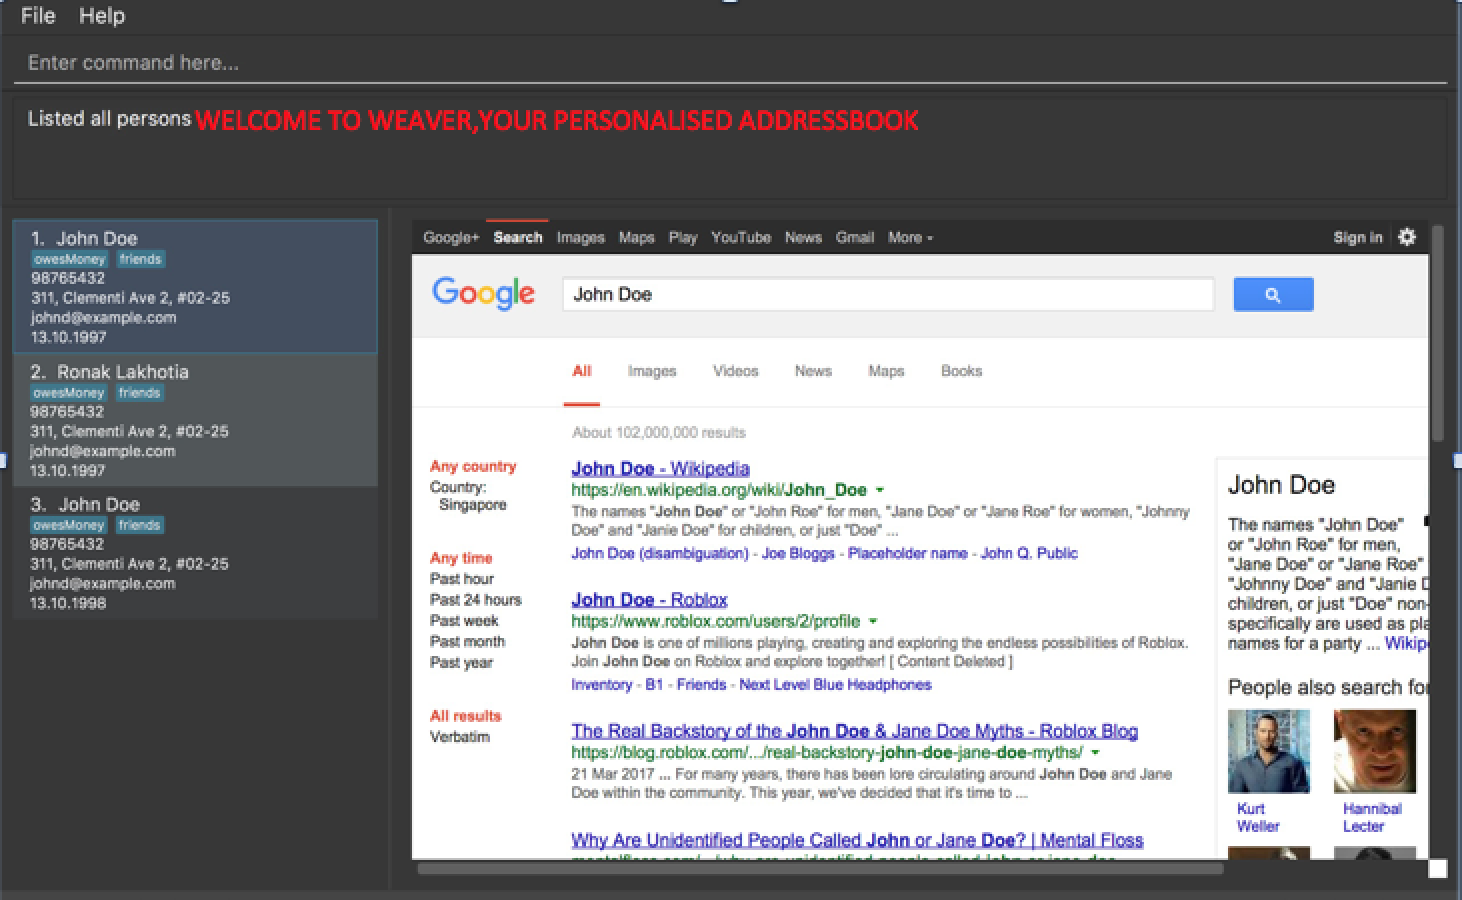 File Help
Enter command here...
Listed all persons WELCOME TO WEAVER,YOUR PERSONALISED ADDRESSBOOK
1. John Doe
owesMoney friends
98765432
311, Clementi Ave 2, #02-25
johnd@example.com
13.10.1997
2. Ronak Lakhotia
owesMoney friends
98765432
311, Clementi Ave 2, #02-25
johnd@example.com
13.10.1997
3. John Doe
owesMoney friends
98765432
311, Clementi Ave 2, #02-25
johnd@example.com
13.10.1998
Google+ Search Images Maps Play YouTube News Gmail More Sign in
Google John Doe
All Images Videos News Maps Books
About 102,000,000 results
Any country
Country:
Singapore
Any time
Past hour
Past 24 hours
Past week
Past month
Past year
All results
Verbatim
John Doe - Wikipedia
https://en.wikipedia.org/wiki/John_Doe
The names "John Doe" or "John Roe" for men, "Jane Doe" or "Jane Roe" for women, "Johnny
Doe" and "Janie Doe" for children, or just "Doe" ...
John Doe (disambiguation) - Joe Bloggs - Placeholder name - John Q. Public
John Doe - Roblox
https://www.roblox.com/users/2/profile
John Doe is one of millions playing, creating and exploring the endless possibilities of Roblox.
Join John Doe on Roblox and explore together! [ Content Deleted ]
Inventory - B1 - Friends - Next Level Blue Headphones
The Real Backstory of the John Doe & Jane Doe Myths - Roblox Blog
https://blog.roblox.com/.../real-backstory-john-doe-jane-doe-myths/
21 Mar 2017 ... For many years, there has been lore circulating around John Doe and Jane
Doe within the community. This year, we've decided that it's time to ...
Why Are Unidentified People Called John or Jane Doe? | Mental Floss
John Doe
The names "John Doe"
or "John Roe" for men,
"Jane Doe" or "Jane Roe"
"Johnny Doe" and "Janie D
children, or just "Doe" non-
specifically are used as pla
names for a party ... Wikip
People also search for
Kurt
Weller
Hannibal
Lecter